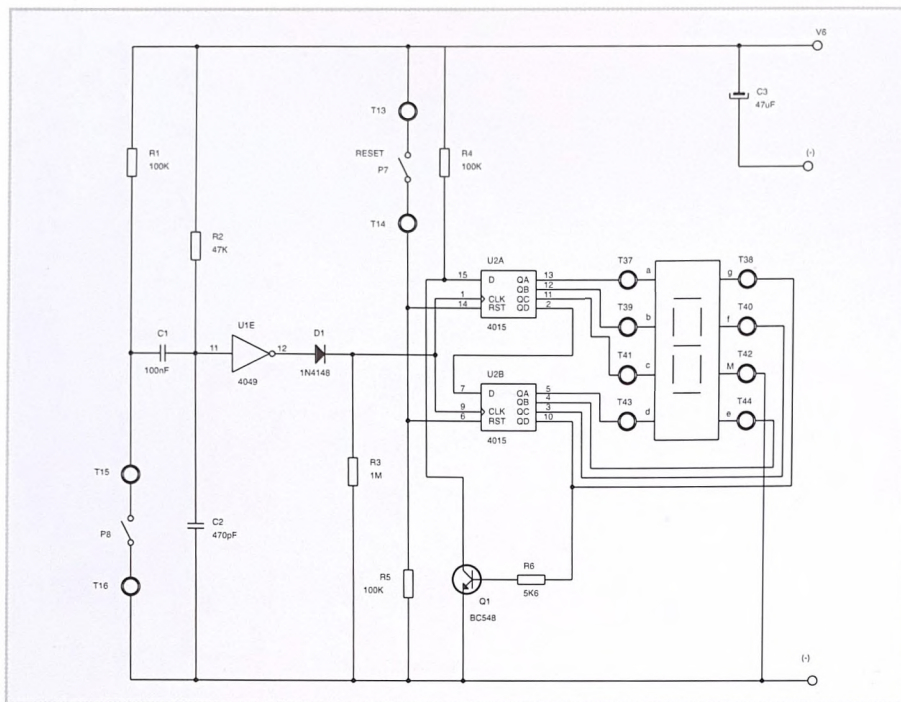 V6
T13
C3
47uF
R1
100K
RESET
P7
R4
100K
(-)
T14
R2
47K
U2A
T37
T38
15 D QA 13 a g
QB 12
1 CLK QC 11
14 RST QD 2
T39
T40
b f
4015
C1
100nF
U1E
11 12
4049
D1
1N4148
T41
T42
c M
U2B
7 D QA 5
QB 4
9 CLK QC 3
6 RST QD 10
T43
T44
d e
4015
R3
1M
T15
P8
C2
470pF
T16
R5
100K
R6
5K6
Q1
BC548
(-)